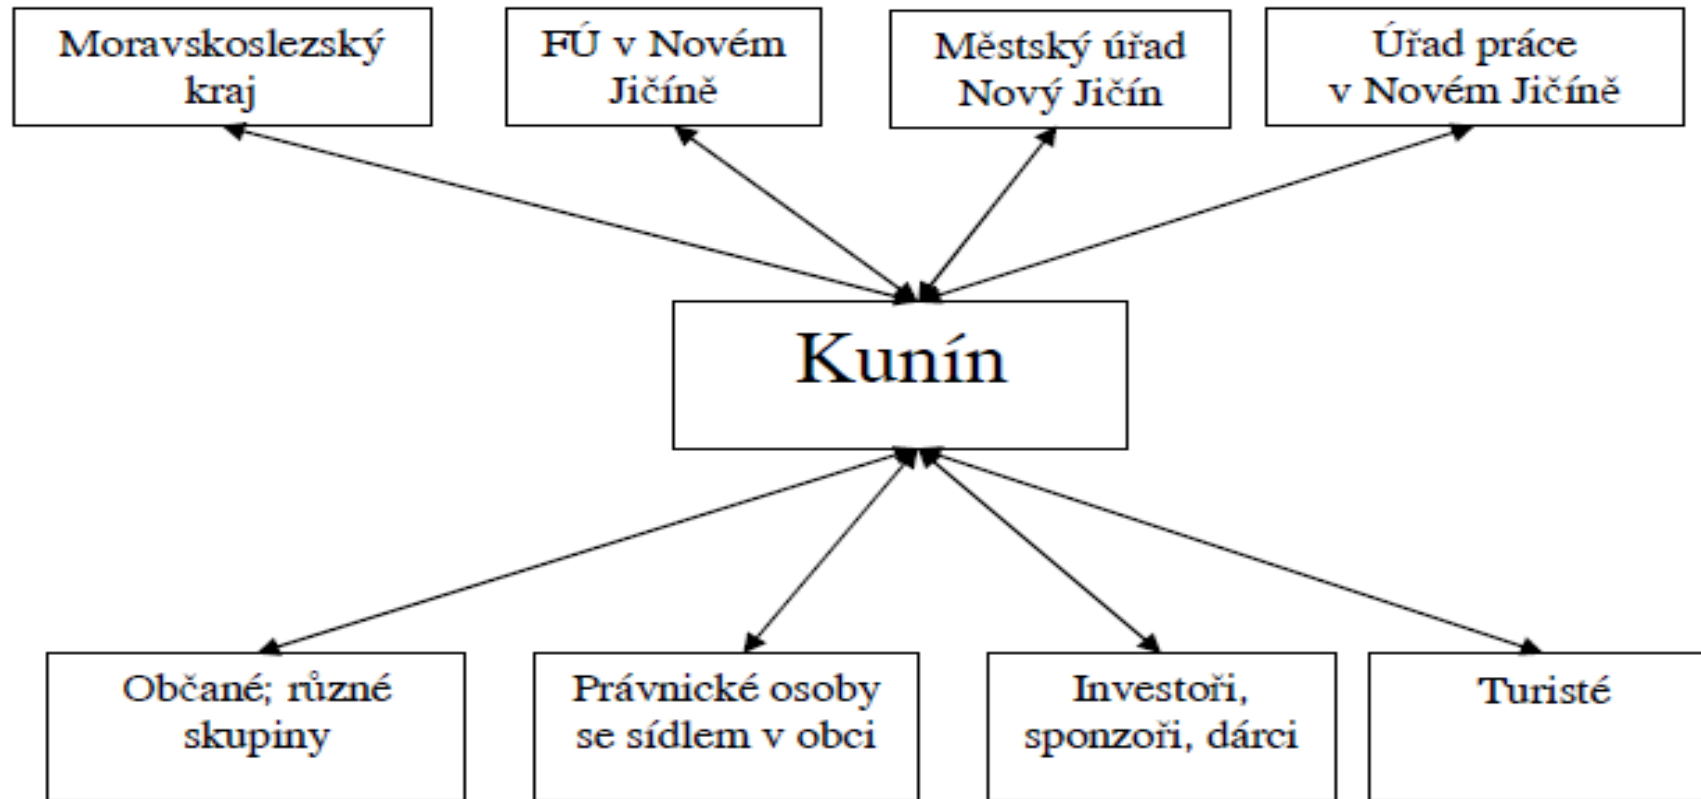 Moravskoslezský
kraj
FÚ v Novém
Jičíně
Městský úřad
Nový Jičín
Úřad práce
v Novém Jičíně
Kunín
Občané; různé
skupiny
Právnické osoby
se sídlem v obci
Investoři,
sponzoři, dárci
Turisté